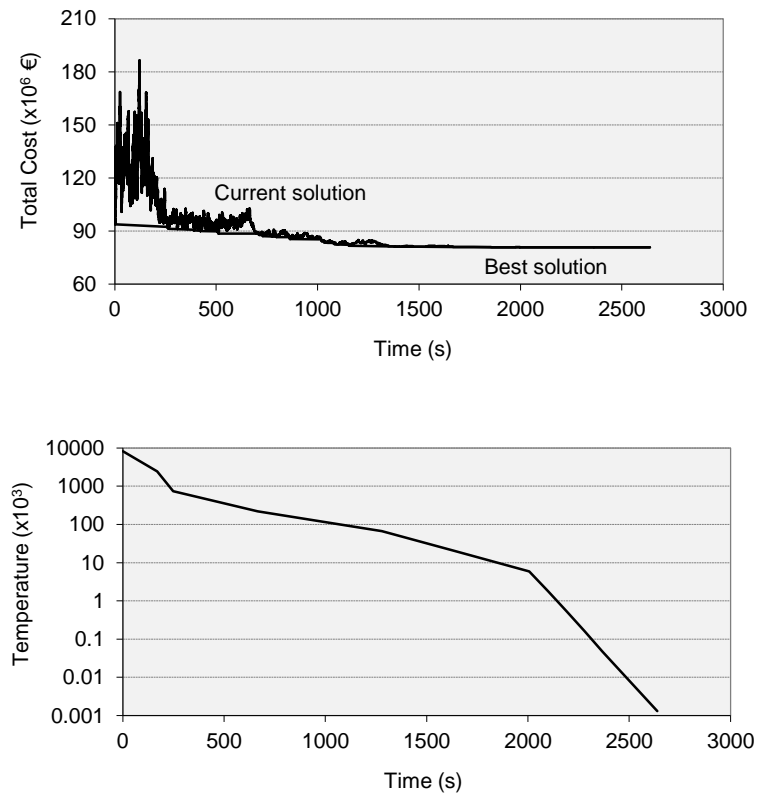 210
180
150
120
90
60
Total Cost (x10⁶ €)
Current solution
Best solution
0 500 1000 1500 2000 2500 3000
Time (s)
10000
1000
100
10
1
0.1
0.01
0.001
Temperature (x10³)
0 500 1000 1500 2000 2500 3000
Time (s)